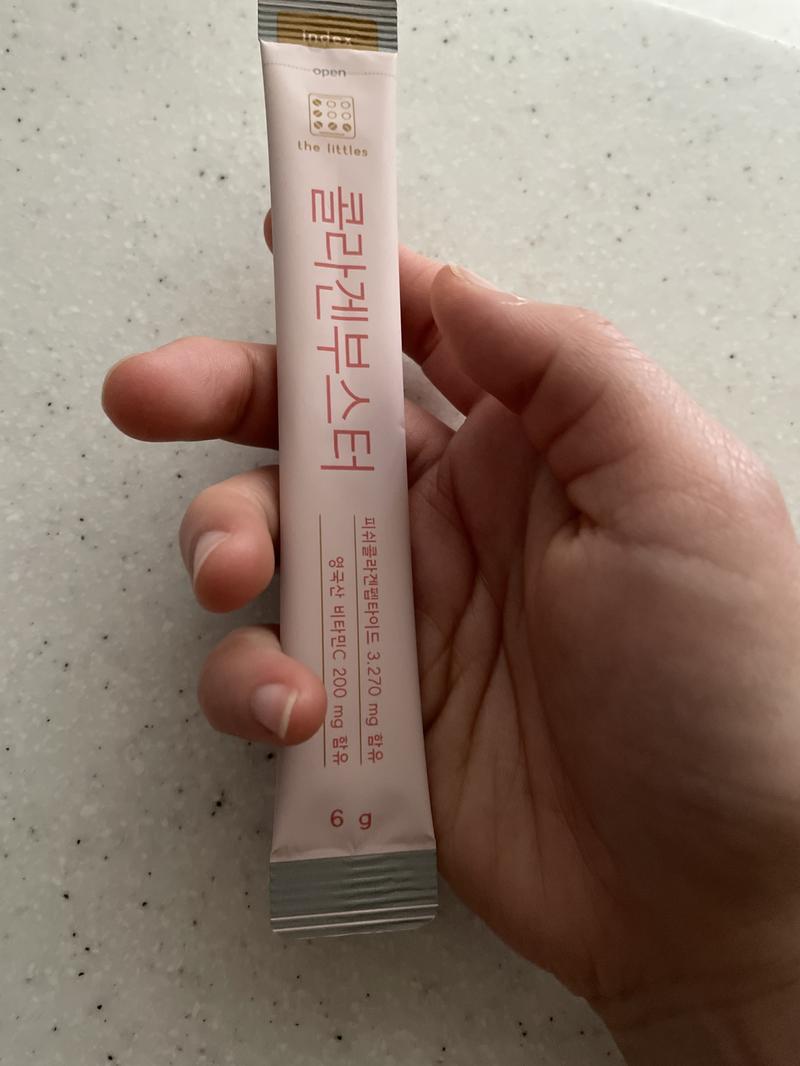 index
open
the littles
콜라겐부스터
피쉬콜라겐펩타이드 3,270 mg 함유
영국산 비타민C 200 mg 함유
6 g